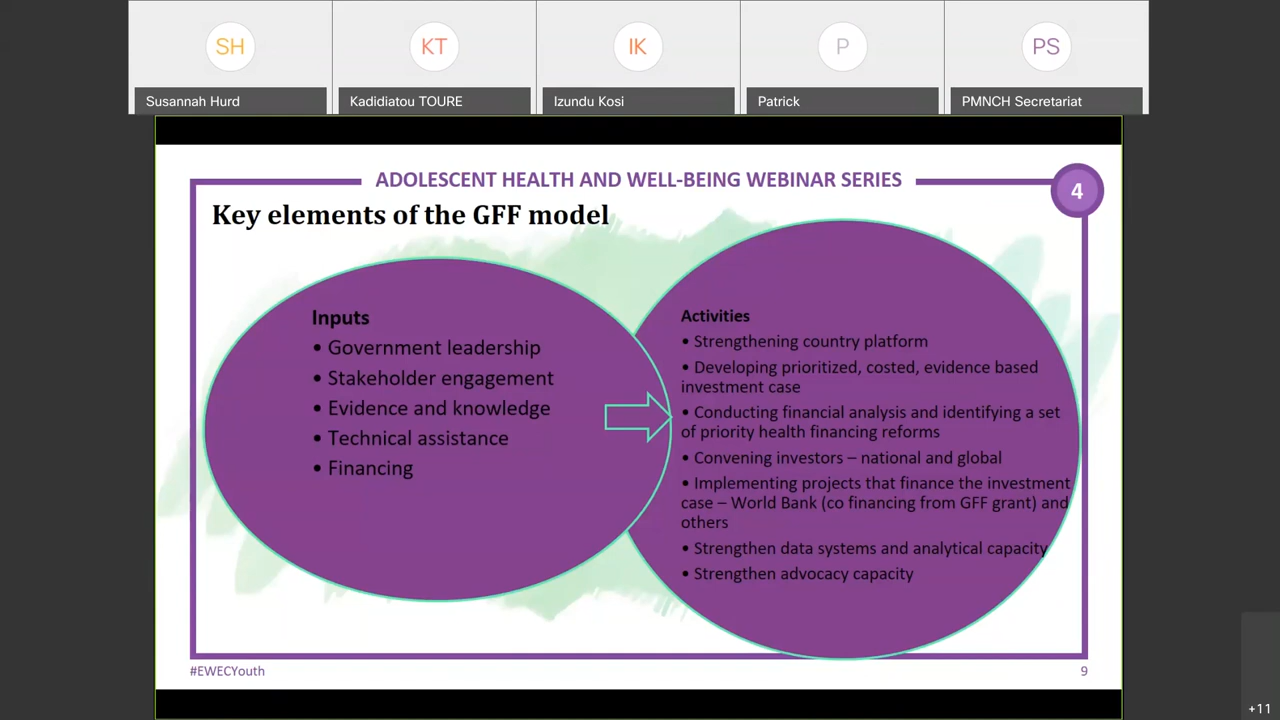 SH
KT
IK
P
PS
Susannah Hurd
Kadidiatou TOURE
Izundu Kosi
Patrick
PMNCH Secretariat
ADOLESCENT HEALTH AND WELL-BEING WEBINAR SERIES
4
Key elements of the GFF model
Inputs
• Government leadership
• Stakeholder engagement
• Evidence and knowledge
• Technical assistance
• Financing
Activities
• Strengthening country platform
• Developing prioritized, costed, evidence based
investment case
• Conducting financial analysis and identifying a set
of priority health financing reforms
• Convening investors – national and global
• Implementing projects that finance the investment
case – World Bank (co financing from GFF grant) and
others
• Strengthen data systems and analytical capacity
• Strengthen advocacy capacity
#EWECYouth
9
+11